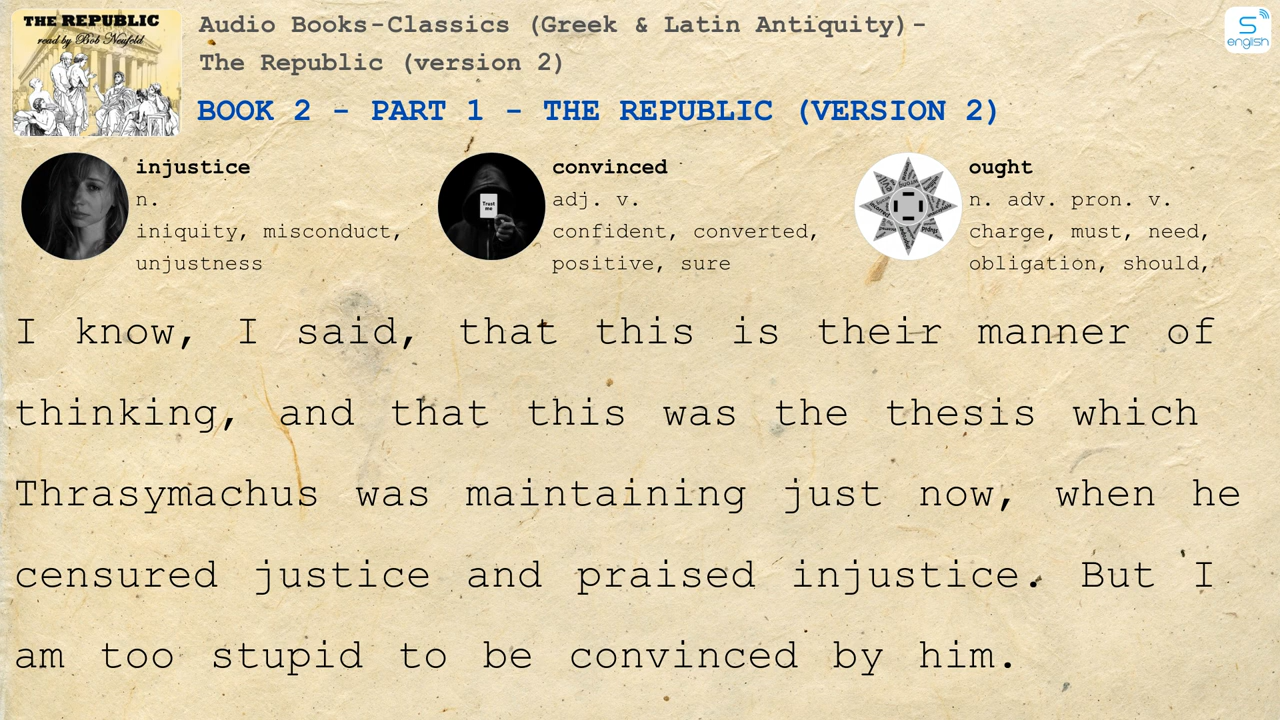 THE REPUBLIC
read by Bob Neufeld
Audio Books-Classics (Greek & Latin Antiquity)-
The Republic (version 2)
S
english
BOOK 2 - PART 1 - THE REPUBLIC (VERSION 2)
injustice
n.
iniquity, misconduct,
unjustness
Trust
me
convinced
adj. v.
confident, converted,
positive, sure
ought
n. adv. pron. v.
charge, must, need,
obligation, should,
I know, I said, that this is their manner of
thinking, and that this was the thesis which
Thrasymachus was maintaining just now, when he
censured justice and praised injustice. But I
am too stupid to be convinced by him.